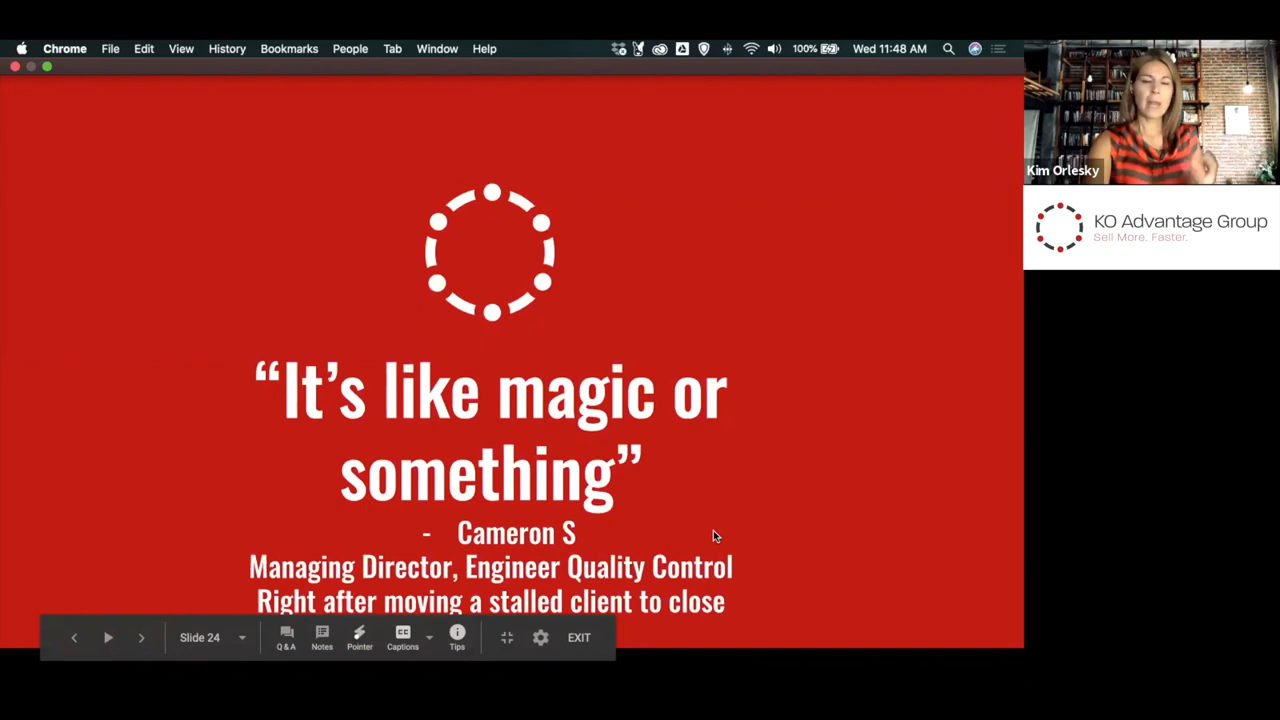 Chrome File Edit View History Bookmarks People Tab Window Help 100% Wed 11:48 AM
Kim Orlesky
KO Advantage Group
Sell More. Faster.
“It’s like magic or
something”
- Cameron S
Managing Director, Engineer Quality Control
Right after moving a stalled client to close
Slide 24
Q&A
Notes
Pointer
CC
Captions
Tips
EXIT